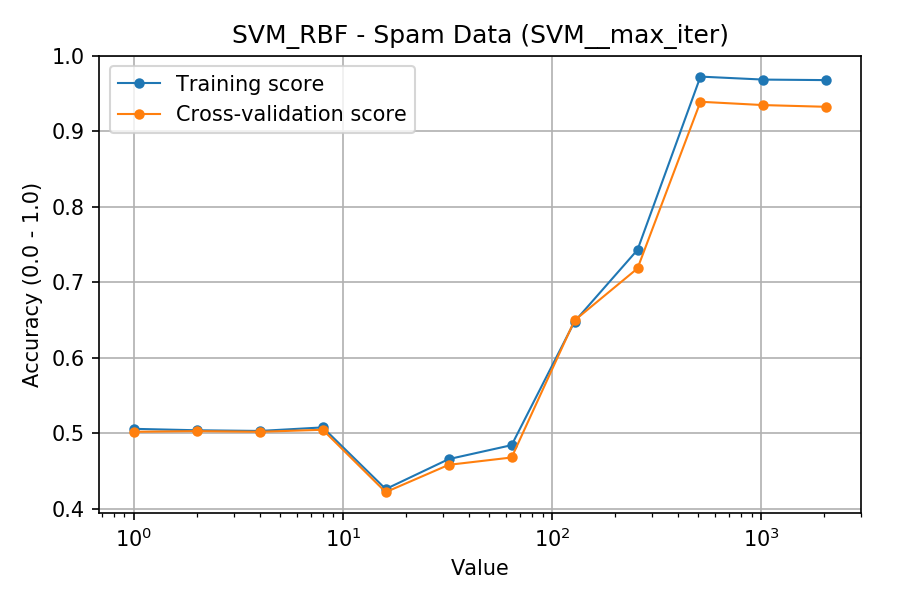 SVM_RBF - Spam Data (SVM__max_iter)
Training score
Cross-validation score
Accuracy (0.0 - 1.0)
1.0
0.9
0.8
0.7
0.6
0.5
0.4
10⁰ 10¹ 10² 10³
Value